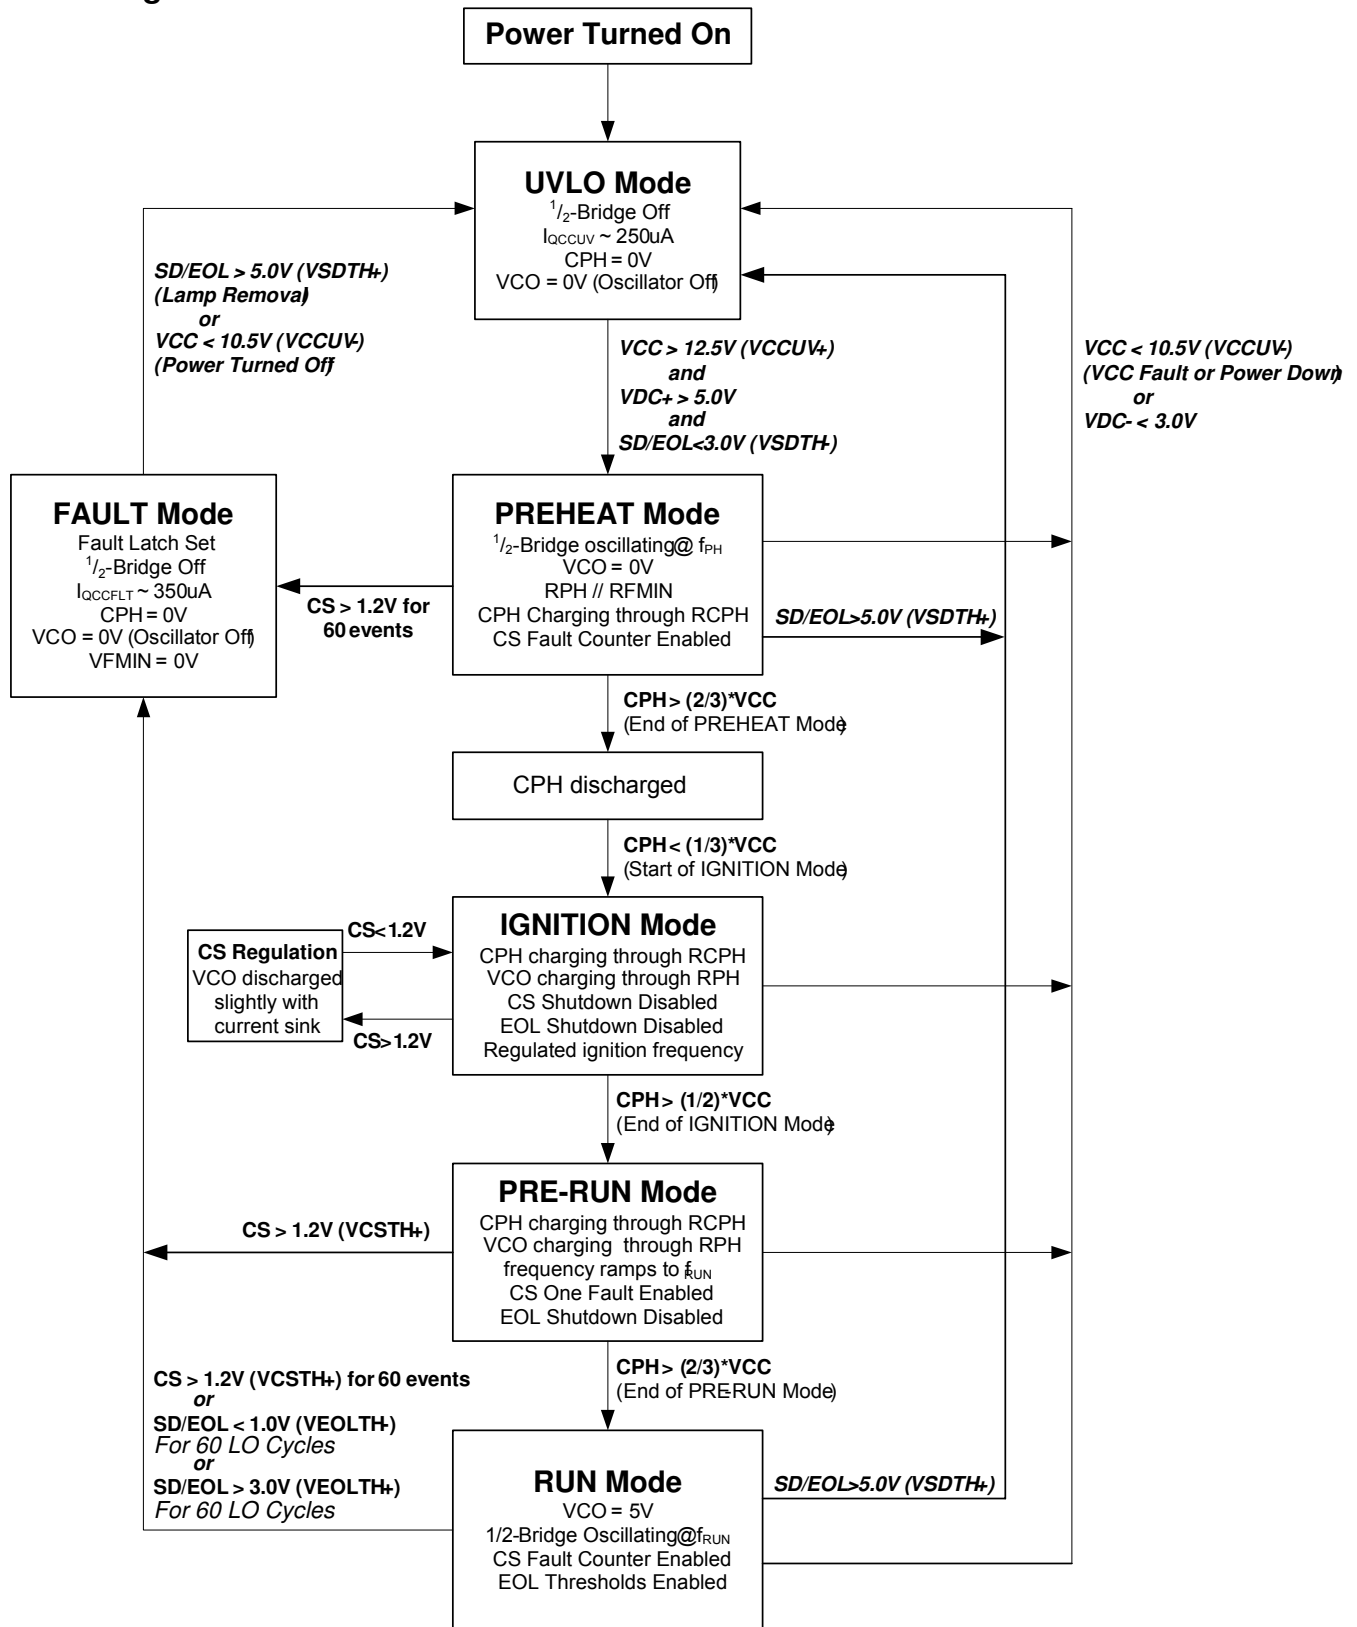 Power Turned On
UVLO Mode
1/2-Bridge Off
IQCCUV ~ 250uA
CPH = 0V
VCO = 0V (Oscillator Off)
SD/EOL > 5.0V (VSDTH+)
(Lamp Removal)
or
VCC < 10.5V (VCCUV-)
(Power Turned Off)
VCC > 12.5V (VCCUV+)
and
VDC+ > 5.0V
and
SD/EOL<3.0V (VSDTH-)
VCC < 10.5V (VCCUV-)
(VCC Fault or Power Down)
or
VDC- < 3.0V
FAULT Mode
Fault Latch Set
1/2-Bridge Off
IQCCFLT ~ 350uA
CPH = 0V
VCO = 0V (Oscillator Off)
VFMIN = 0V
CS > 1.2V for
60 events
PREHEAT Mode
1/2-Bridge oscillating@ fPH
VCO = 0V
RPH // RFMIN
CPH Charging through RCPH
CS Fault Counter Enabled
SD/EOL>5.0V (VSDTH+)
CPH > (2/3)*VCC
(End of PREHEAT Mode)
CPH discharged
CPH < (1/3)*VCC
(Start of IGNITION Mode)
CS Regulation
VCO discharged
slightly with
current sink
CS<1.2V
CS>1.2V
IGNITION Mode
CPH charging through RCPH
VCO charging through RPH
CS Shutdown Disabled
EOL Shutdown Disabled
Regulated ignition frequency
CPH > (1/2)*VCC
(End of IGNITION Mode)
CS > 1.2V (VCSTH+)
PRE-RUN Mode
CPH charging through RCPH
VCO charging through RPH
frequency ramps to fRUN
CS One Fault Enabled
EOL Shutdown Disabled
CPH > (2/3)*VCC
(End of PRE-RUN Mode)
CS > 1.2V (VCSTH+) for 60 events
or
SD/EOL < 1.0V (VEOLTH-)
For 60 LO Cycles
or
SD/EOL > 3.0V (VEOLTH+)
For 60 LO Cycles
RUN Mode
VCO = 5V
1/2-Bridge Oscillating@fRUN
CS Fault Counter Enabled
EOL Thresholds Enabled
SD/EOL>5.0V (VSDTH+)